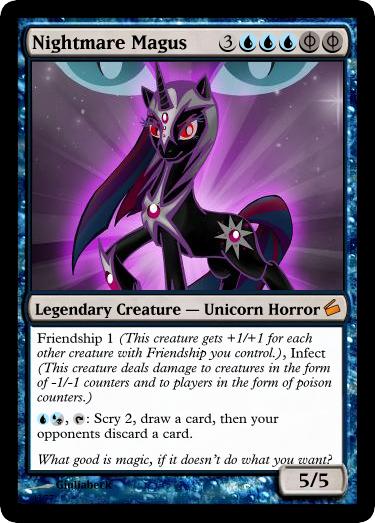 Nightmare Magus 3
Legendary Creature — Unicorn Horror
Friendship 1 (This creature gets +1/+1 for each
other creature with Friendship you control.), Infect
(This creature deals damage to creatures in the form
of -1/-1 counters and to players in the form of poison
counters.)
, : Scry 2, draw a card, then your
opponents discard a card.
What good is magic, if it doesn't do what you want?
5/5
Giuliabeck